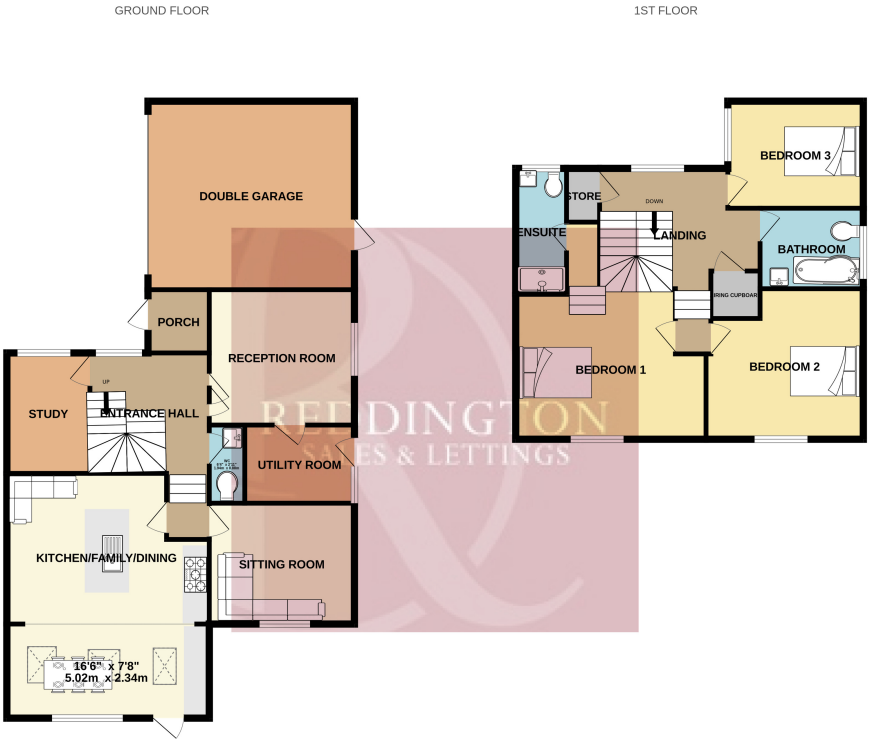 GROUND FLOOR
1ST FLOOR
DOUBLE GARAGE
PORCH
RECEPTION ROOM
UP
STUDY
ENTRANCE HALL
UTILITY ROOM
WC
KITCHEN/FAMILY/DINING
SITTING ROOM
16'6" x 7'8"
5.02m x 2.34m
BEDROOM 3
STORE
DOWN
ENSUITE
LANDING
BATHROOM
IRING CUPBOAR
BEDROOM 1
BEDROOM 2
REDDINGTON
SALES & LETTINGS